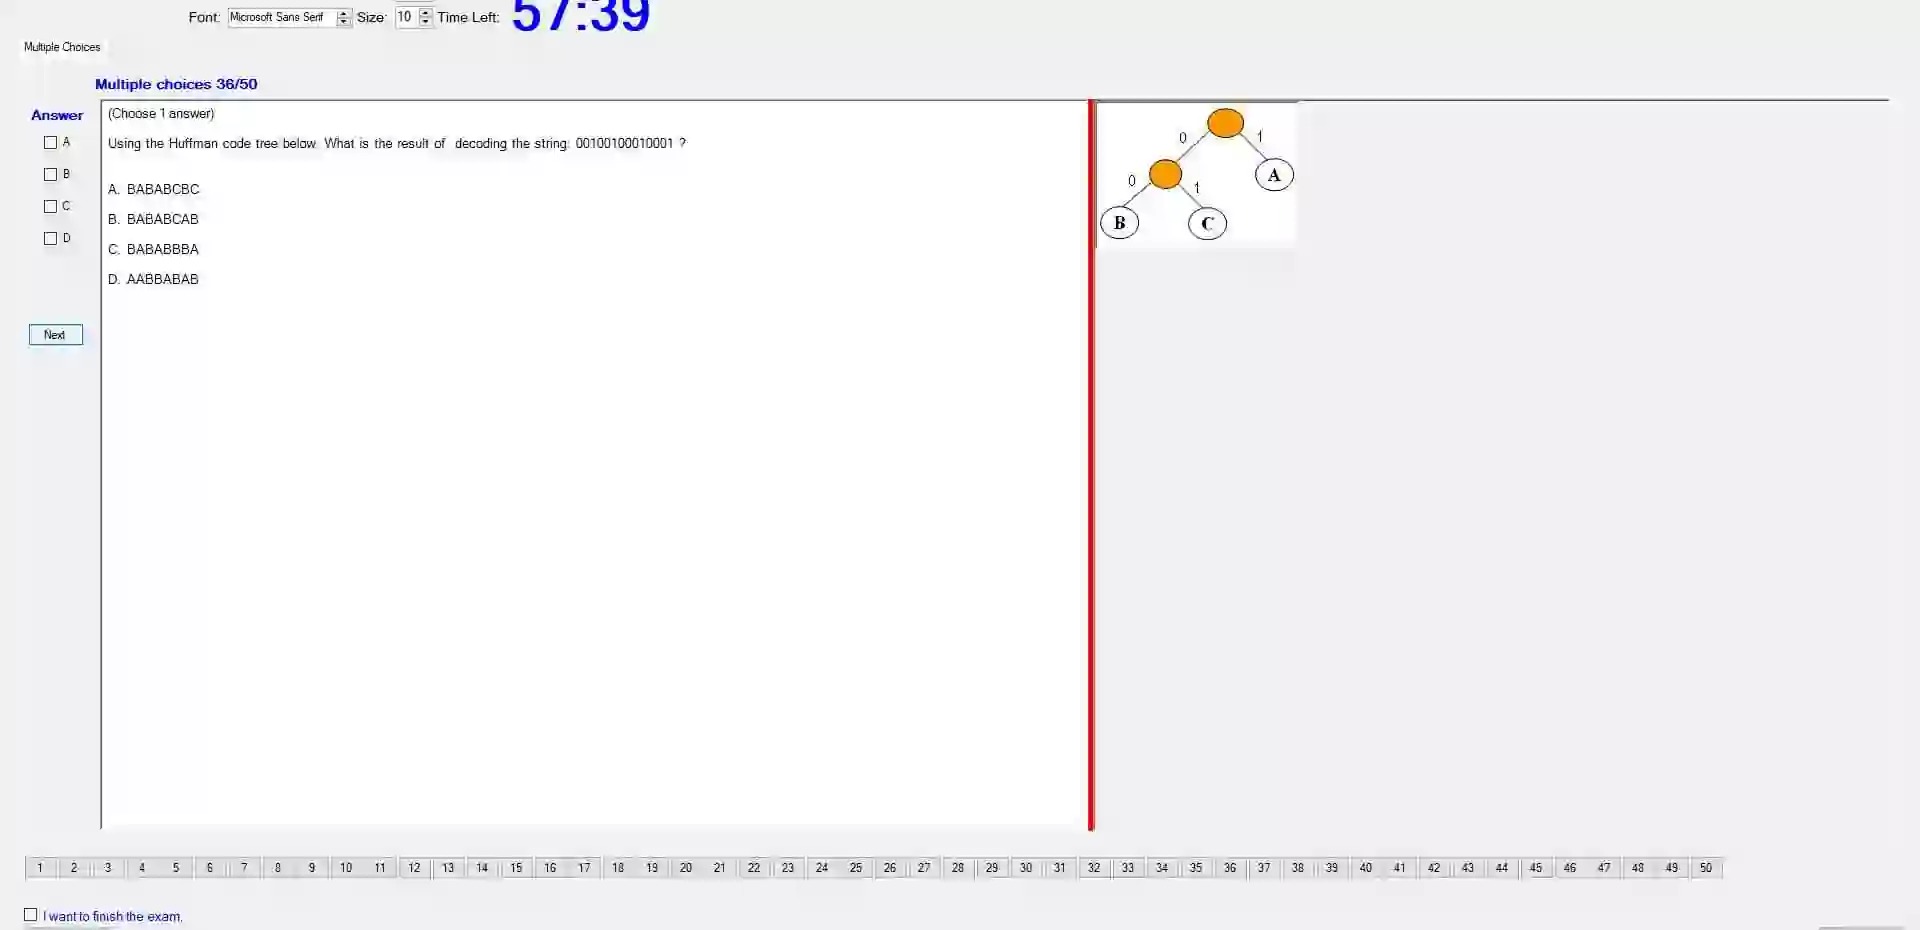 Font: Microsoft Sans Serif Size: 10 Time Left: 57:39
Multiple Choices
Multiple choices 36/50
Answer
A
B
C
D
Next
(Choose 1 answer)
Using the Huffman code tree below. What is the result of decoding the string: 00100100010001 ?
A. BABABCBC
B. BABABCAB
C. BABABBBA
D. AABBABAB
0 1
A
0 1
B C
1 2 3 4 5 6 7 8 9 10 11 12 13 14 15 16 17 18 19 20 21 22 23 24 25 26 27 28 29 30 31 32 33 34 35 36 37 38 39 40 41 42 43 44 45 46 47 48 49 50
I want to finish the exam.